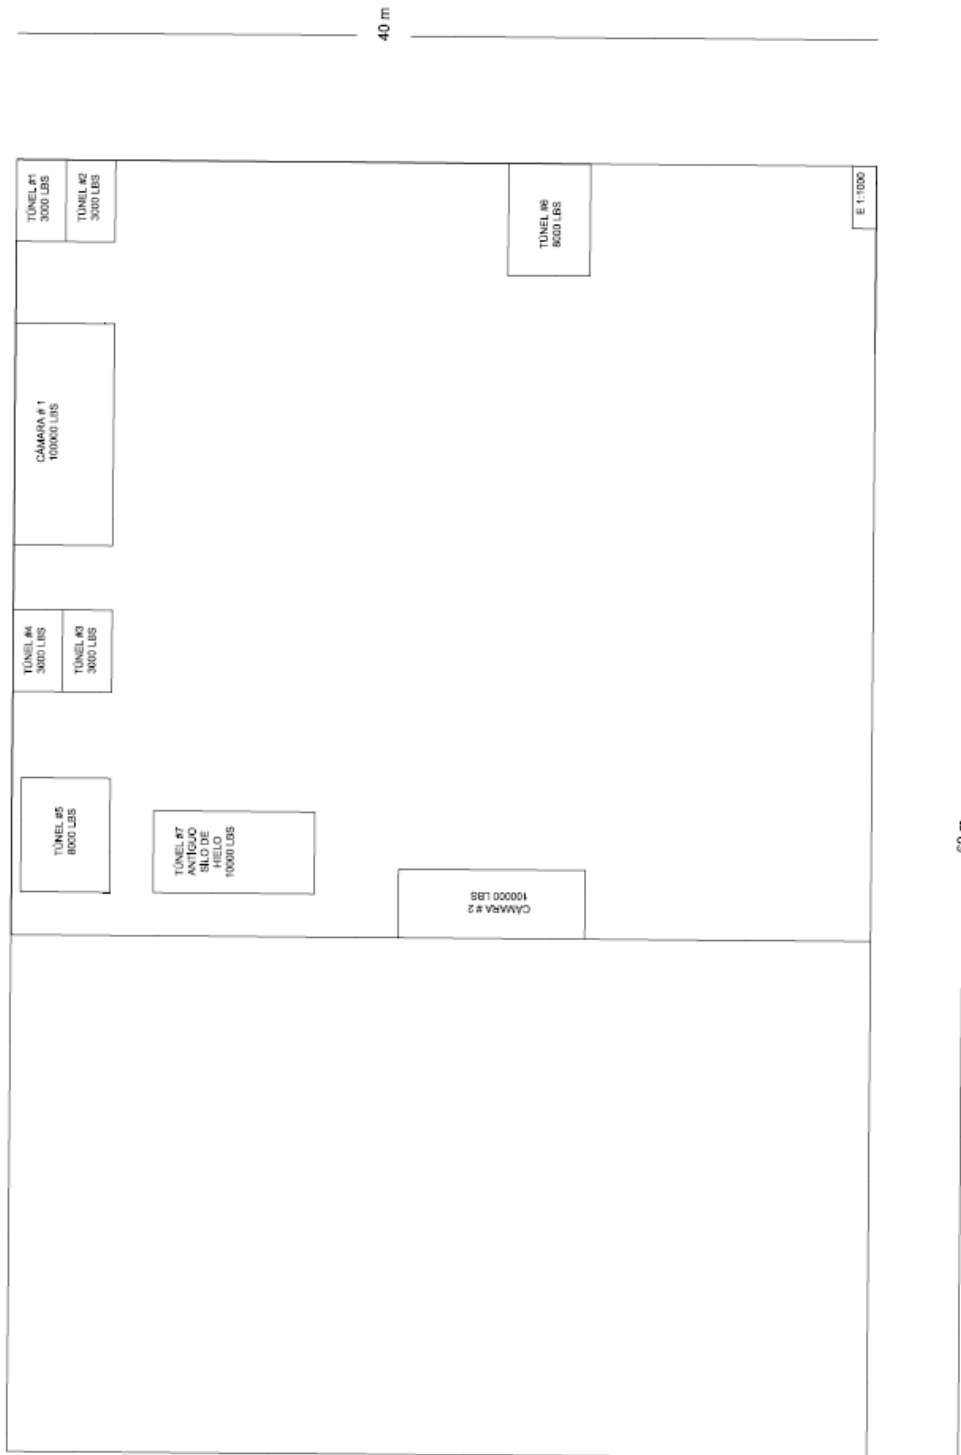 40 m
TÚNEL #1
3000 LBS
TÚNEL #2
3000 LBS
TÚNEL #6
8000 LBS
E 1:1000
CÁMARA # 1
100000 LBS
TÚNEL #4
3000 LBS
TÚNEL #3
3000 LBS
TÚNEL #5
8000 LBS
TÚNEL #7
ANTÍGUO
SILO DE
HIELO
10000 LBS
CÁMARA # 2
100000 LBS